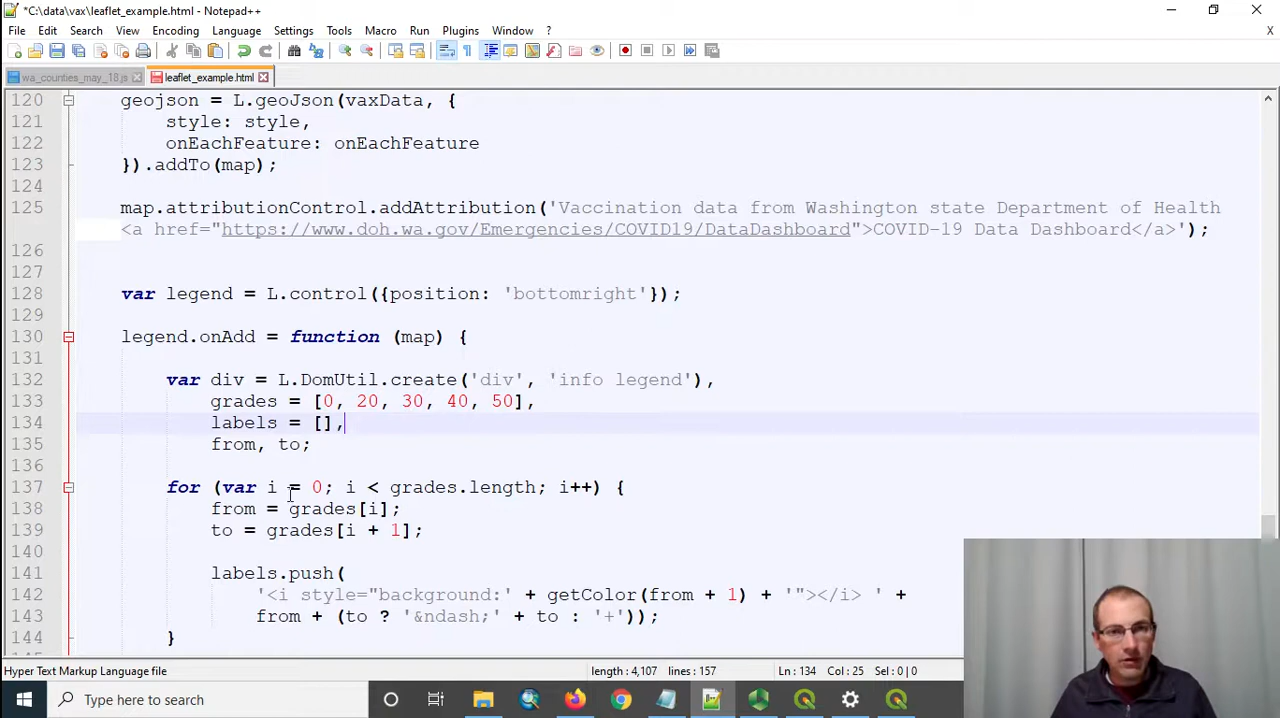 *C:\data\vax\leaflet_example.html - Notepad++
File Edit Search View Encoding Language Settings Tools Macro Run Plugins Window ? X
wa_counties_may_18.js leaflet_example.html
120 geojson = L.geoJson(vaxData, {
121 style: style,
122 onEachFeature: onEachFeature
123 }).addTo(map);
124
125 map.attributionControl.addAttribution('Vaccination data from Washington state Department of Health
<a href="https://www.doh.wa.gov/Emergencies/COVID19/DataDashboard">COVID-19 Data Dashboard</a>');
126
127
128 var legend = L.control({position: 'bottomright'});
129
130 legend.onAdd = function (map) {
131
132 var div = L.DomUtil.create('div', 'info legend'),
133 grades = [0, 20, 30, 40, 50],
134 labels = [],
135 from, to;
136
137 for (var i = 0; i < grades.length; i++) {
138 from = grades[i];
139 to = grades[i + 1];
140
141 labels.push(
142 '<i style="background:' + getColor(from + 1) + '"></i> ' +
143 from + (to ? '&ndash;' + to : '+'));
144 }
Hyper Text Markup Language file length : 4,107 lines : 157 Ln : 134 Col : 25 Sel : 0 | 0
Type here to search